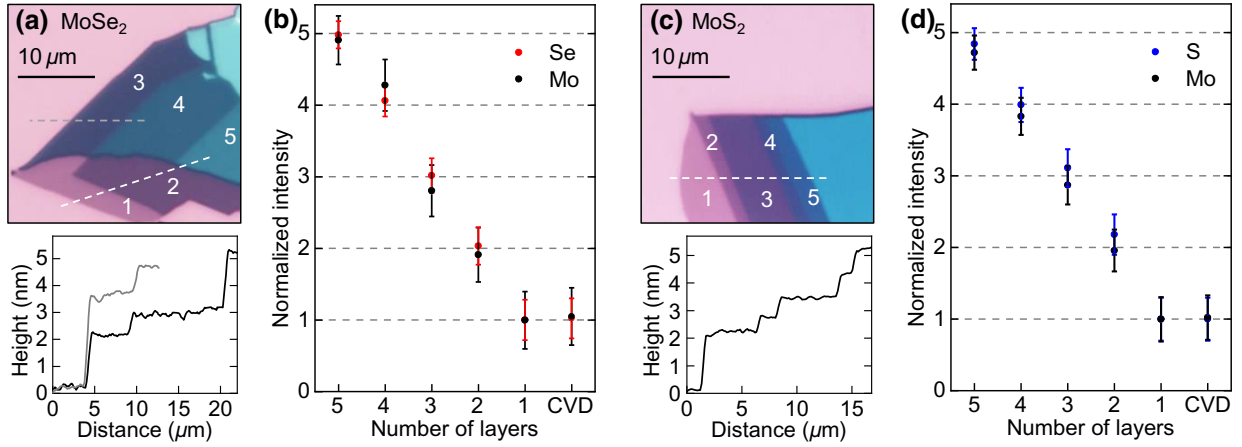 (a) MoSe2
10 µm
3
4
5
2
1
Height (nm)
5
4
3
2
1
0
0 5 10 15 20
Distance (µm)
(b)
Normalized intensity
5
4
3
2
1
0
Se
Mo
5 4 3 2 1 CVD
Number of layers
(c) MoS2
10 µm
2 4
1 3 5
Height (nm)
5
4
3
2
1
0
0 5 10 15
Distance (µm)
(d)
Normalized intensity
5
4
3
2
1
0
S
Mo
5 4 3 2 1 CVD
Number of layers